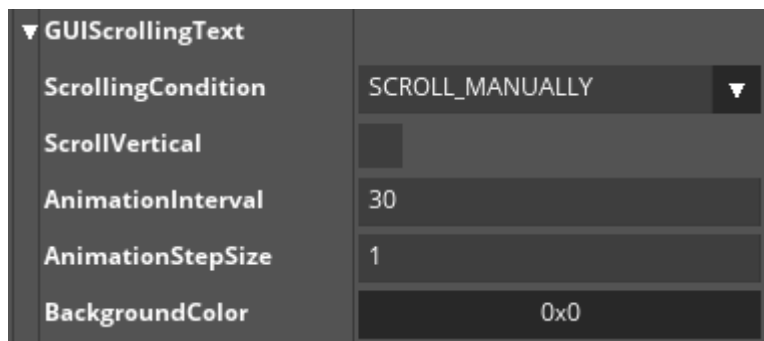 GUIScrollingText
ScrollingCondition SCROLL_MANUALLY
ScrollVertical
AnimationInterval 30
AnimationStepSize 1
BackgroundColor 0x0